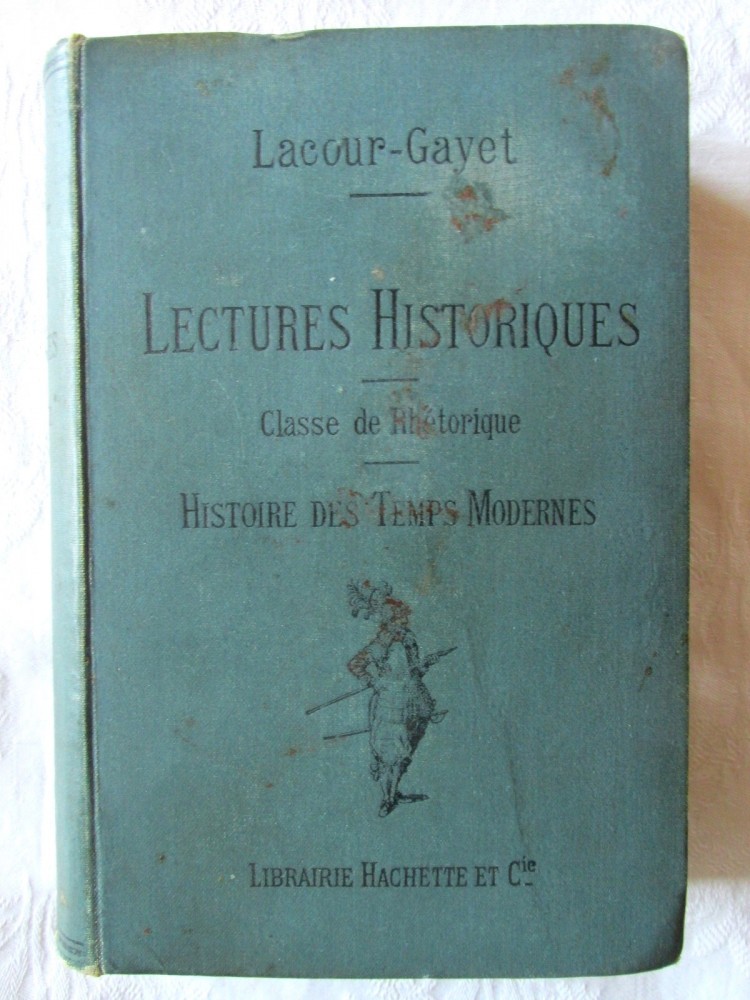 Lacour-Gayet
LECTURES HISTORIQUES
Classe de Rhétorique
HISTOIRE DES TEMPS MODERNES
LIBRAIRIE HACHETTE ET Cie